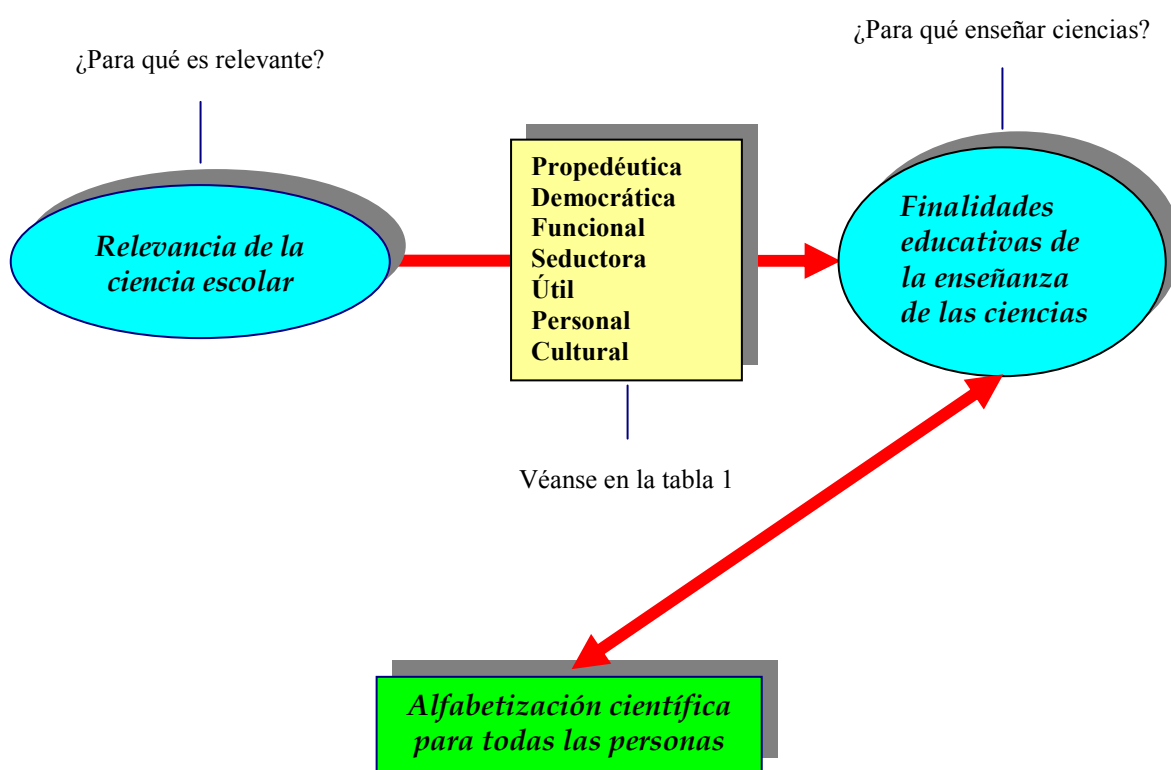 ¿Para qué es relevante?
¿Para qué enseñar ciencias?
Relevancia de la
ciencia escolar
Propedéutica
Democrática
Funcional
Seductora
Útil
Personal
Cultural
Finalidades
educativas de
la enseñanza
de las ciencias
Véanse en la tabla 1
Alfabetización científica
para todas las personas